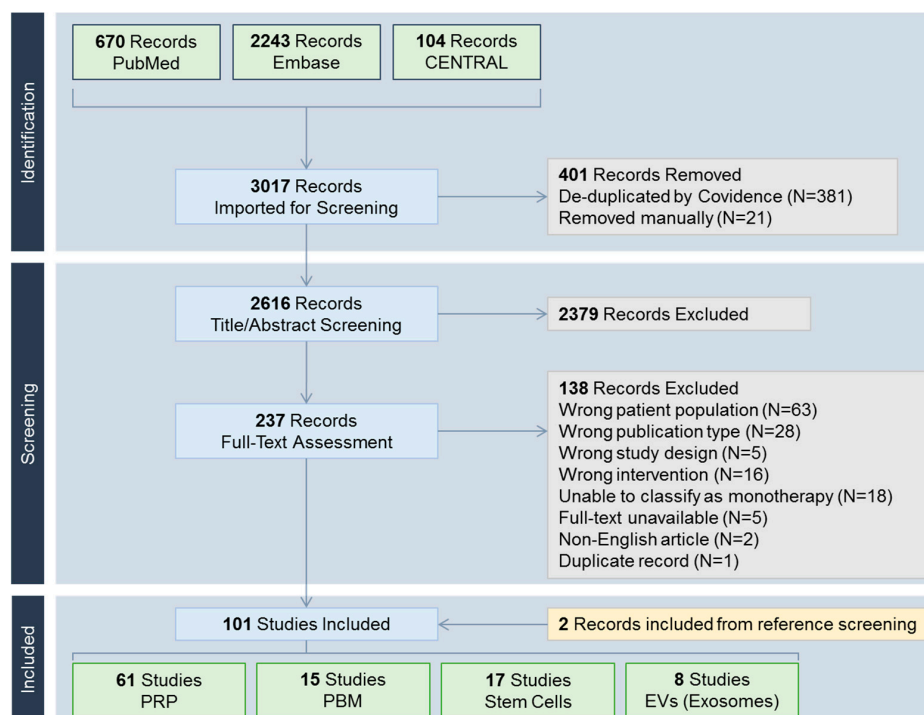 Identification
670 Records
PubMed
2243 Records
Embase
104 Records
CENTRAL
3017 Records
Imported for Screening
401 Records Removed
De-duplicated by Covidence (N=381)
Removed manually (N=21)
Screening
2616 Records
Title/Abstract Screening
2379 Records Excluded
237 Records
Full-Text Assessment
138 Records Excluded
Wrong patient population (N=63)
Wrong publication type (N=28)
Wrong study design (N=5)
Wrong intervention (N=16)
Unable to classify as monotherapy (N=18)
Full-text unavailable (N=5)
Non-English article (N=2)
Duplicate record (N=1)
Included
101 Studies Included
2 Records included from reference screening
61 Studies
PRP
15 Studies
PBM
17 Studies
Stem Cells
8 Studies
EVs (Exosomes)